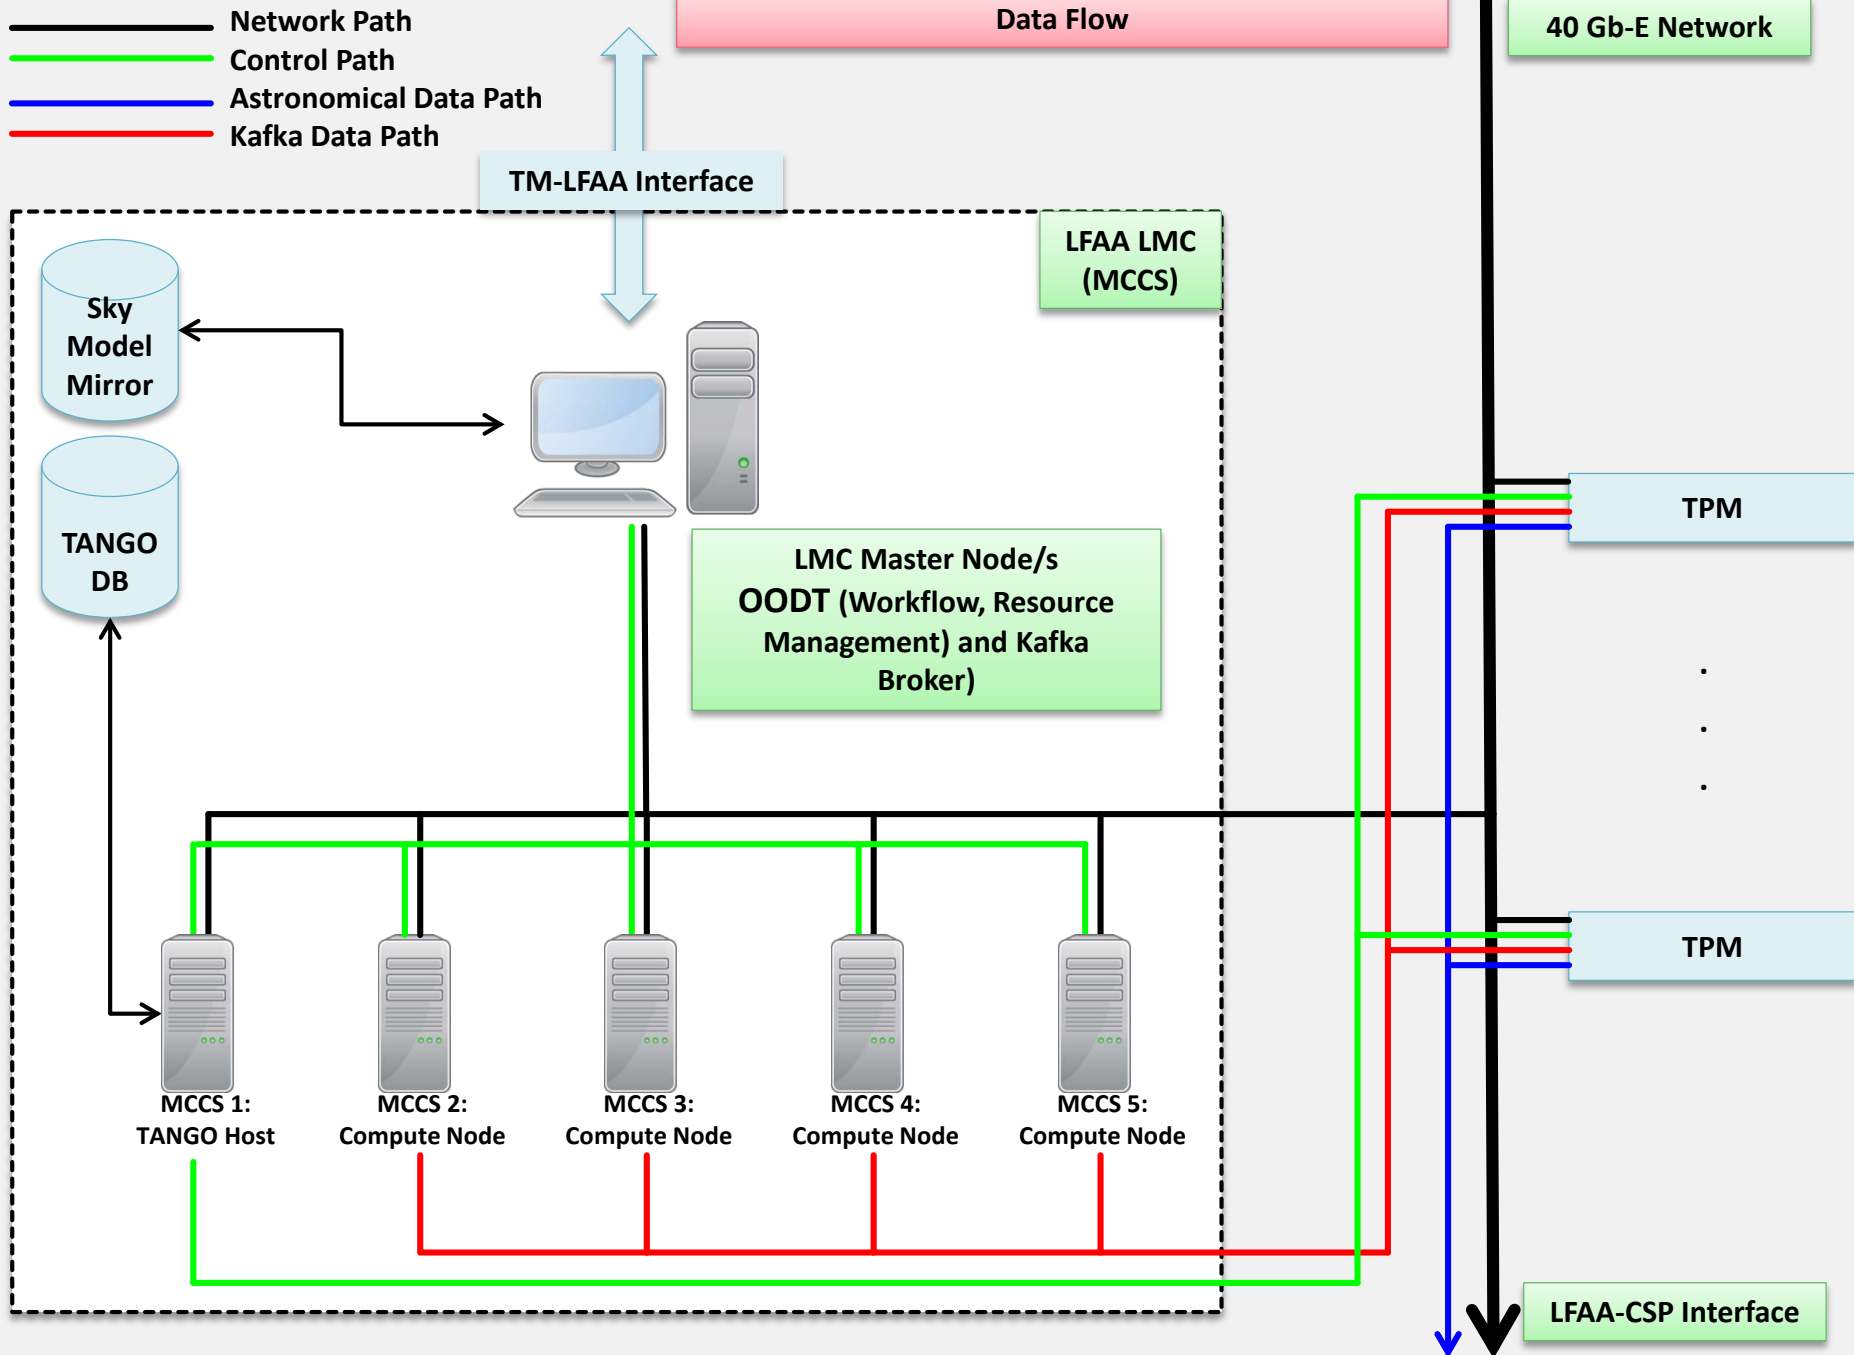 Network Path
Control Path
Astronomical Data Path
Kafka Data Path
Data Flow
40 Gb-E Network
TM-LFAA Interface
LFAA LMC
(MCCS)
Sky
Model
Mirror
TANGO
DB
LMC Master Node/s
OODT (Workflow, Resource
Management) and Kafka
Broker)
TPM
.
.
.
TPM
MCCS 1:
TANGO Host
MCCS 2:
Compute Node
MCCS 3:
Compute Node
MCCS 4:
Compute Node
MCCS 5:
Compute Node
LFAA-CSP Interface